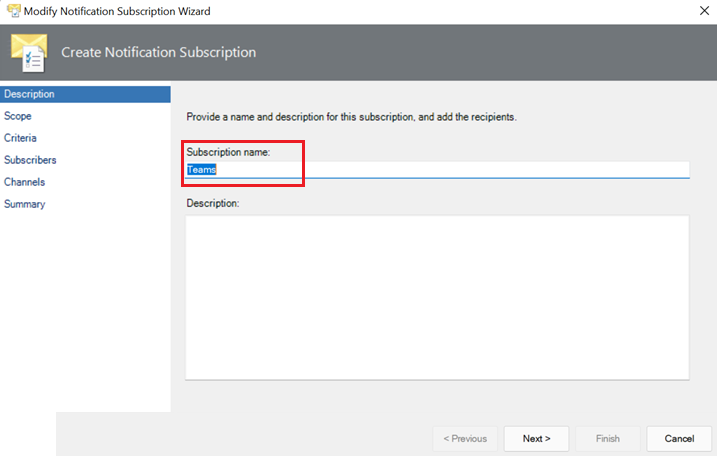 Modify Notification Subscription Wizard
Create Notification Subscription
Description
Scope
Criteria
Subscribers
Channels
Summary
Provide a name and description for this subscription, and add the recipients.
Subscription name:
Teams
Description:
< Previous
Next >
Finish
Cancel